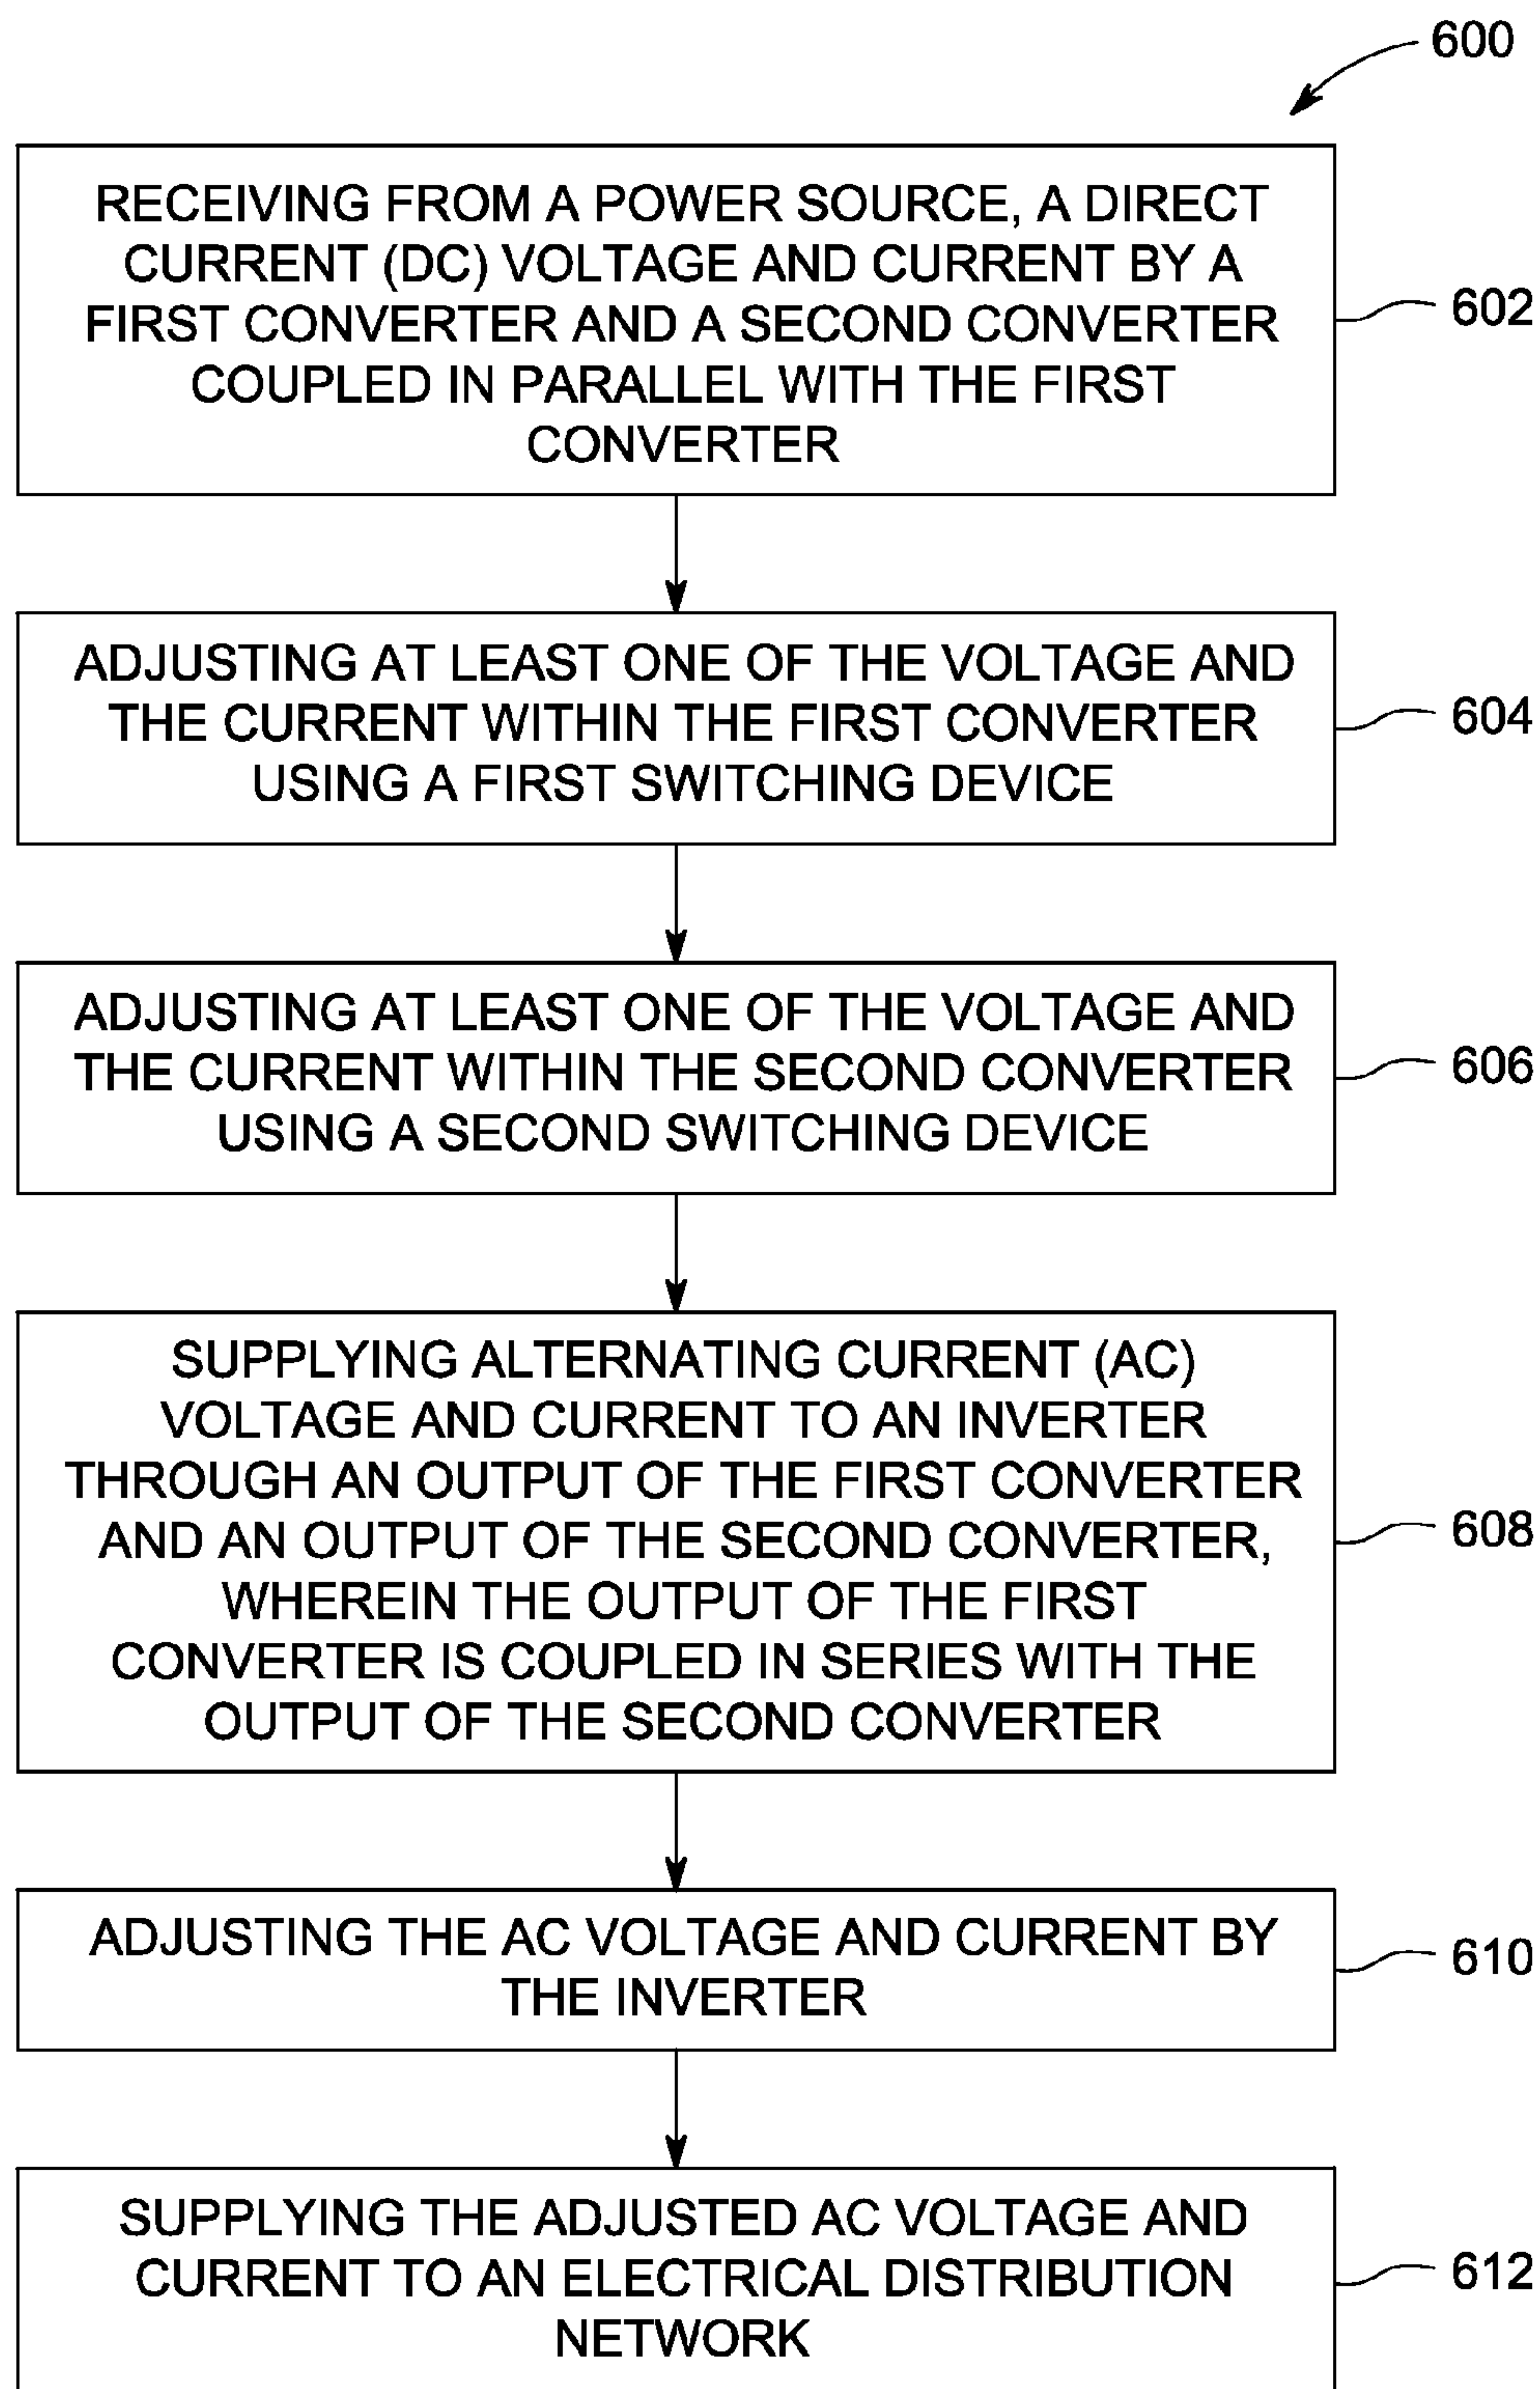 600
RECEIVING FROM A POWER SOURCE, A DIRECT
CURRENT (DC) VOLTAGE AND CURRENT BY A
FIRST CONVERTER AND A SECOND CONVERTER
COUPLED IN PARALLEL WITH THE FIRST
CONVERTER
602
ADJUSTING AT LEAST ONE OF THE VOLTAGE AND
THE CURRENT WITHIN THE FIRST CONVERTER
USING A FIRST SWITCHING DEVICE
604
ADJUSTING AT LEAST ONE OF THE VOLTAGE AND
THE CURRENT WITHIN THE SECOND CONVERTER
USING A SECOND SWITCHING DEVICE
606
SUPPLYING ALTERNATING CURRENT (AC)
VOLTAGE AND CURRENT TO AN INVERTER
THROUGH AN OUTPUT OF THE FIRST CONVERTER
AND AN OUTPUT OF THE SECOND CONVERTER,
WHEREIN THE OUTPUT OF THE FIRST
CONVERTER IS COUPLED IN SERIES WITH THE
OUTPUT OF THE SECOND CONVERTER
608
ADJUSTING THE AC VOLTAGE AND CURRENT BY
THE INVERTER
610
SUPPLYING THE ADJUSTED AC VOLTAGE AND
CURRENT TO AN ELECTRICAL DISTRIBUTION
NETWORK
612